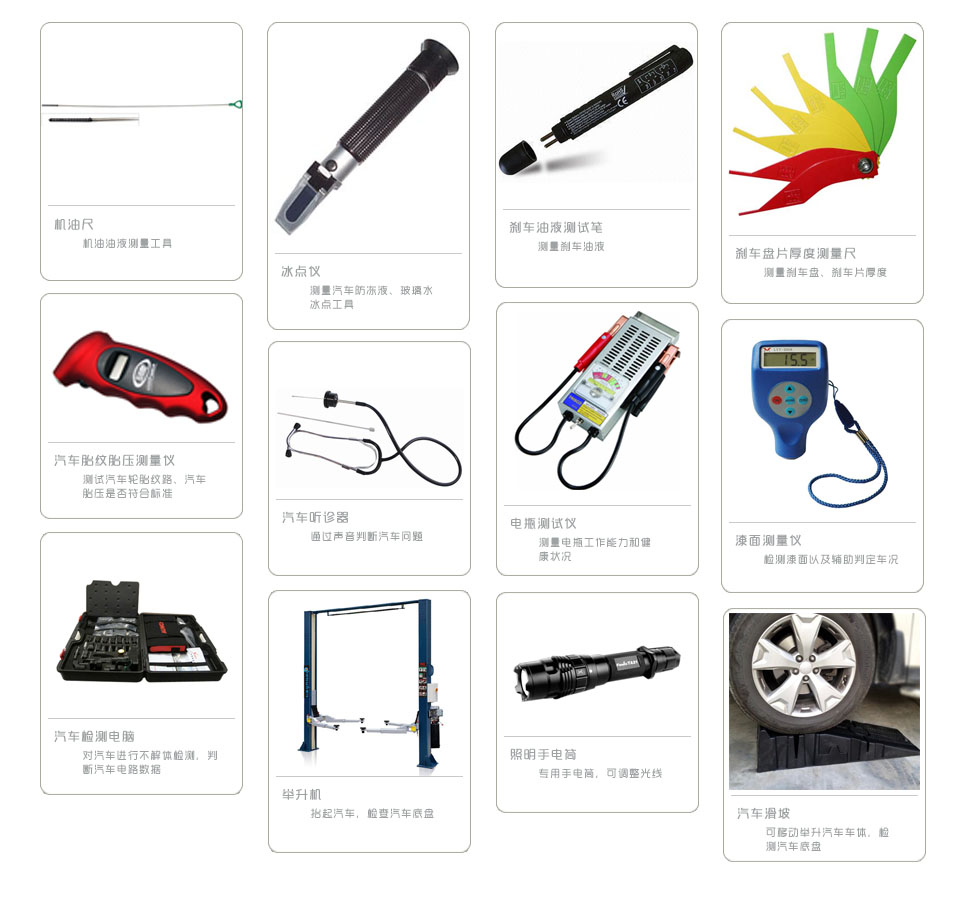 机油尺
机油油液测量工具
冰点仪
测量汽车防冻液、玻璃水
冰点工具
刹车油液测试笔
测量刹车油液
刹车盘片厚度测量尺
测量刹车盘、刹车片厚度
汽车胎纹胎压测量仪
测试汽车轮胎纹路、汽车
胎压是否符合标准
汽车听诊器
通过声音判断汽车问题
电瓶测试仪
测量电瓶工作能力和健
康状况
15.5
漆面测量仪
检测漆面以及辅助判定车况
汽车检测电脑
对汽车进行不解体检测，判
断汽车电路数据
举升机
抬起汽车，检查汽车底盘
照明手电筒
专用手电筒，可调整光线
汽车滑坡
可移动举升汽车车体，检
测汽车底盘